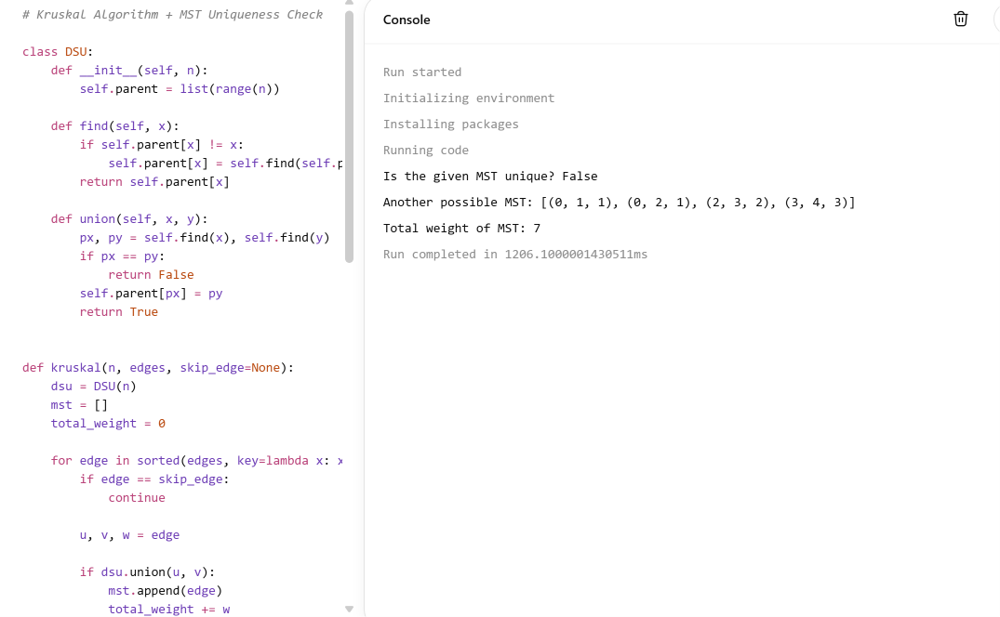 # Kruskal Algorithm + MST Uniqueness Check
class DSU:
    def __init__(self, n):
        self.parent = list(range(n))
    def find(self, x):
        if self.parent[x] != x:
            self.parent[x] = self.find(self.p
        return self.parent[x]
    def union(self, x, y):
        px, py = self.find(x), self.find(y)
        if px == py:
            return False
        self.parent[px] = py
        return True
def kruskal(n, edges, skip_edge=None):
    dsu = DSU(n)
    mst = []
    total_weight = 0
    for edge in sorted(edges, key=lambda x: x
        if edge == skip_edge:
            continue
        u, v, w = edge
        if dsu.union(u, v):
            mst.append(edge)
            total_weight += w
Console
Run started
Initializing environment
Installing packages
Running code
Is the given MST unique? False
Another possible MST: [(0, 1, 1), (0, 2, 1), (2, 3, 2), (3, 4, 3)]
Total weight of MST: 7
Run completed in 1206.1000001430511ms